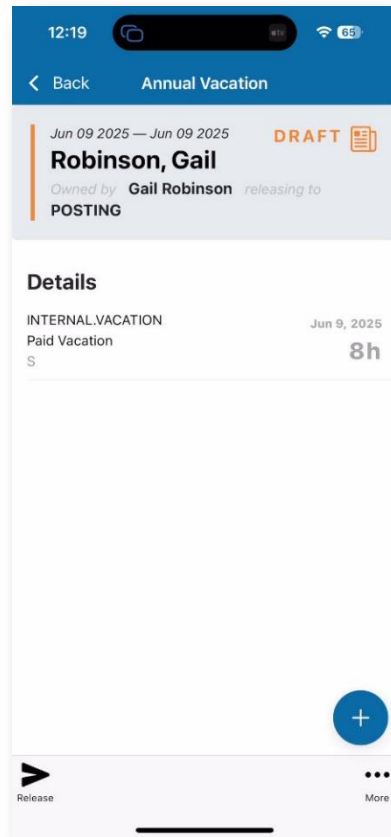 12:19
tv
65
Back
Annual Vacation
Jun 09 2025 — Jun 09 2025
DRAFT
Robinson, Gail
Owned by Gail Robinson releasing to
POSTING
Details
INTERNAL.VACATION
Jun 9, 2025
Paid Vacation
8h
S
Release
More